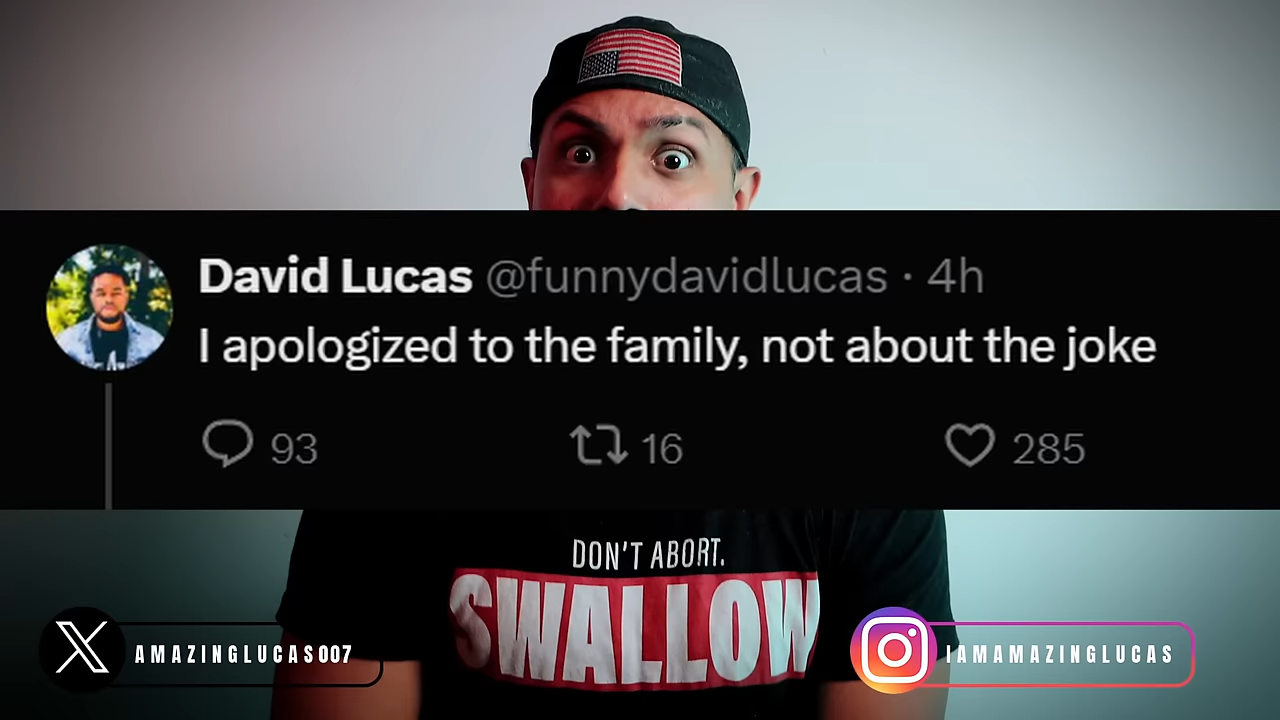 David Lucas @funnydavidlucas · 4h
I apologized to the family, not about the joke
93 16 285
DON'T ABORT.
SWALLOW
AMAZINGLUCAS007
IAMAMAZINGLUCAS